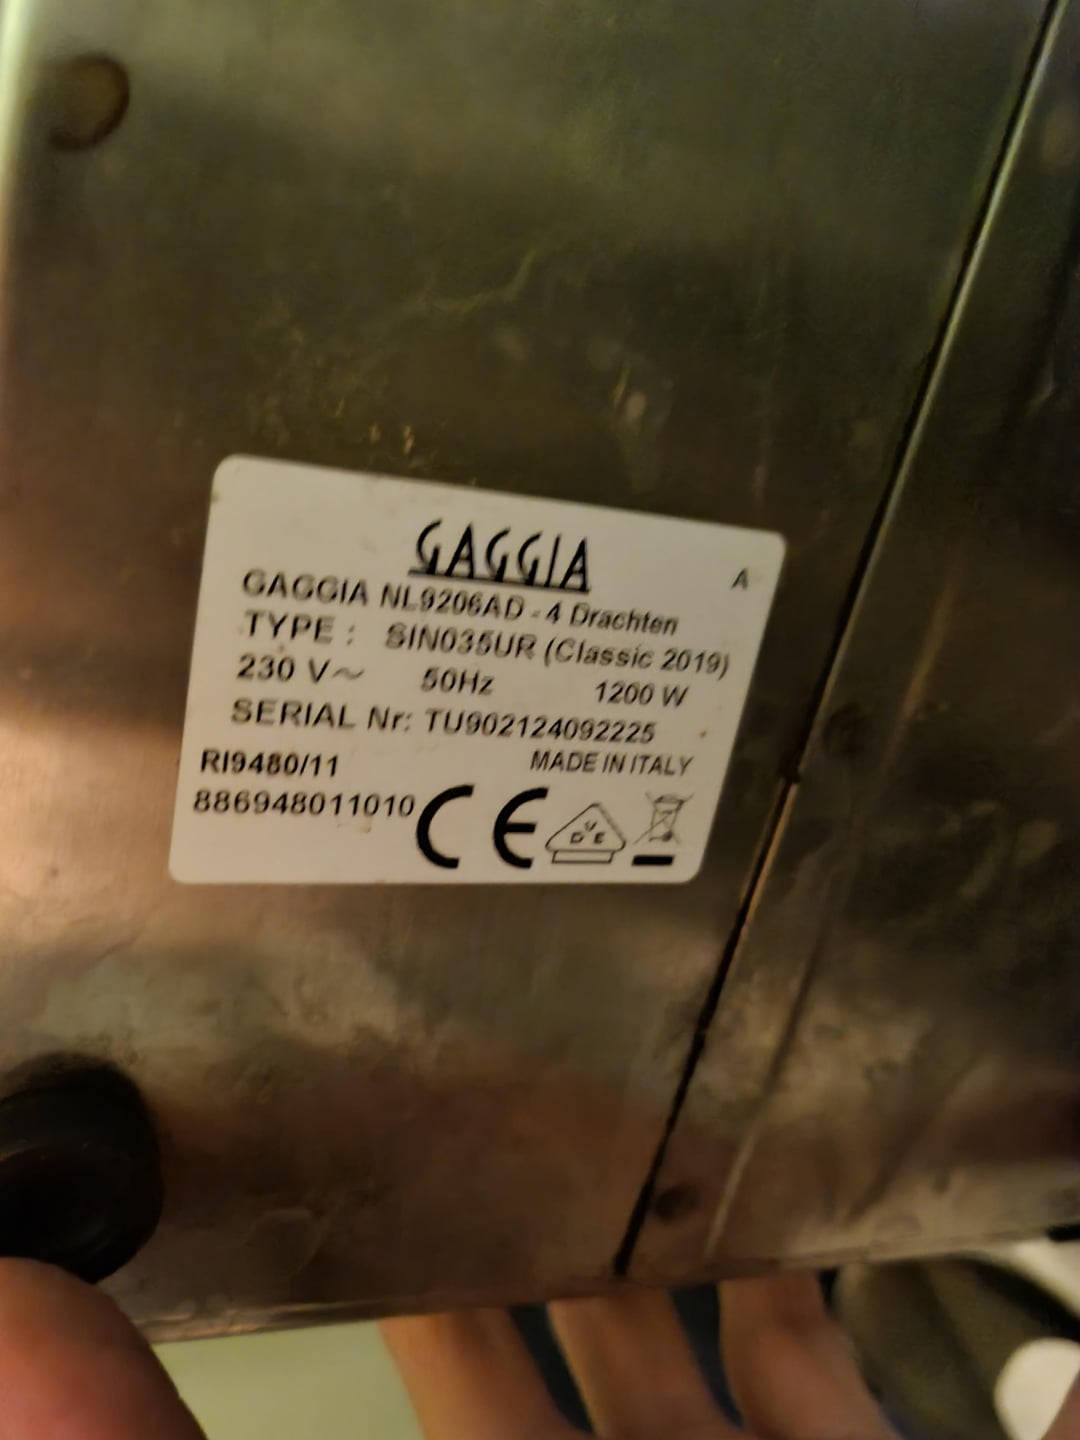 GAGGIA
A
GAGGIA NL9206AD - 4 Drachten
TYPE : SIN035UR (Classic 2019)
230 V~ 50Hz 1200 W
SERIAL Nr: TU902124092225
RI9480/11 MADE IN ITALY
886948011010 CE
D V E